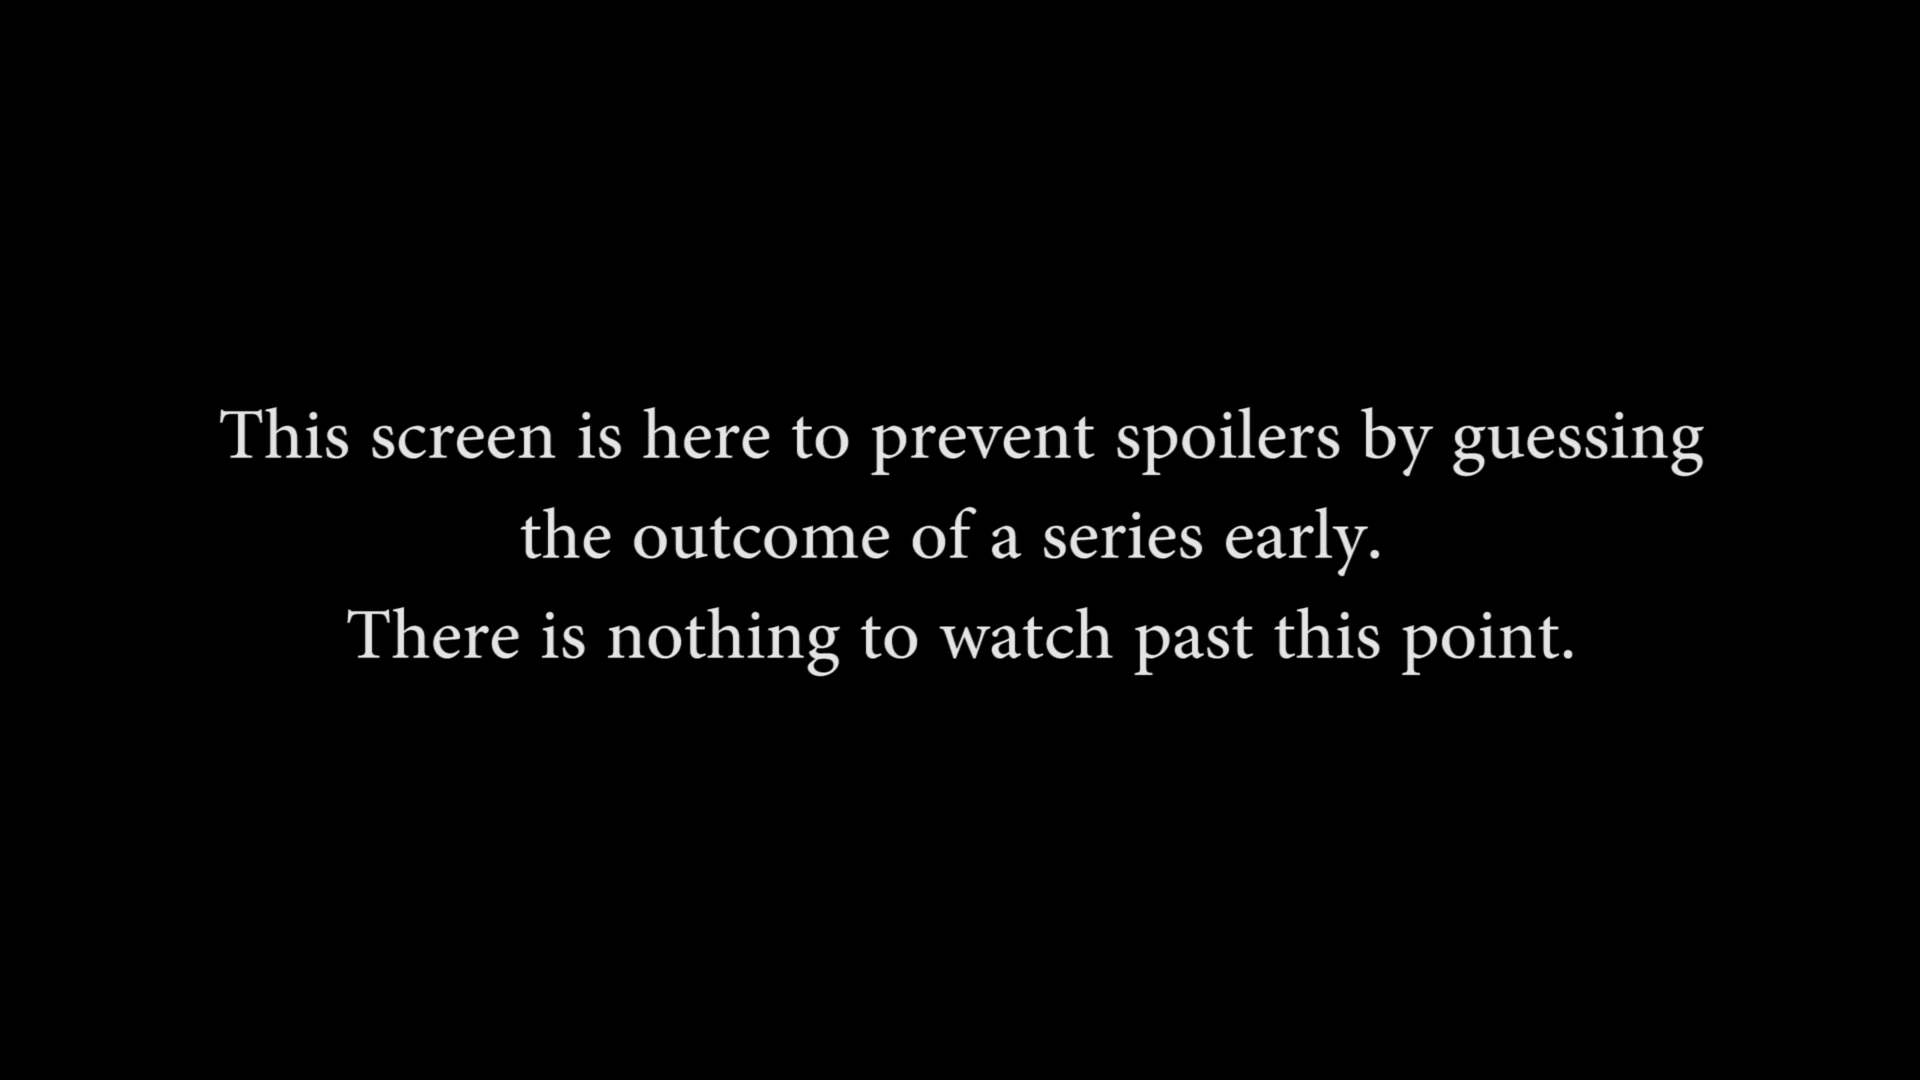 This screen is here to prevent spoilers by guessing
the outcome of a series early.
There is nothing to watch past this point.